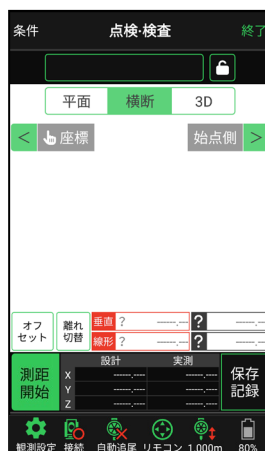 条件 点検·検査 終了
平面 横断 3D
< 座標 始点側 >
オフセット 離れ切替 垂直 ? -----.--- ? -----.---
線形 ? -----.--- ? -----.---
設計 実測
測距開始 X -----.--- -----.--- 保存記録
Y -----.--- -----.---
Z -----.--- -----.---
観測設定 接続 自動追尾 リモコン 1.000m 80%